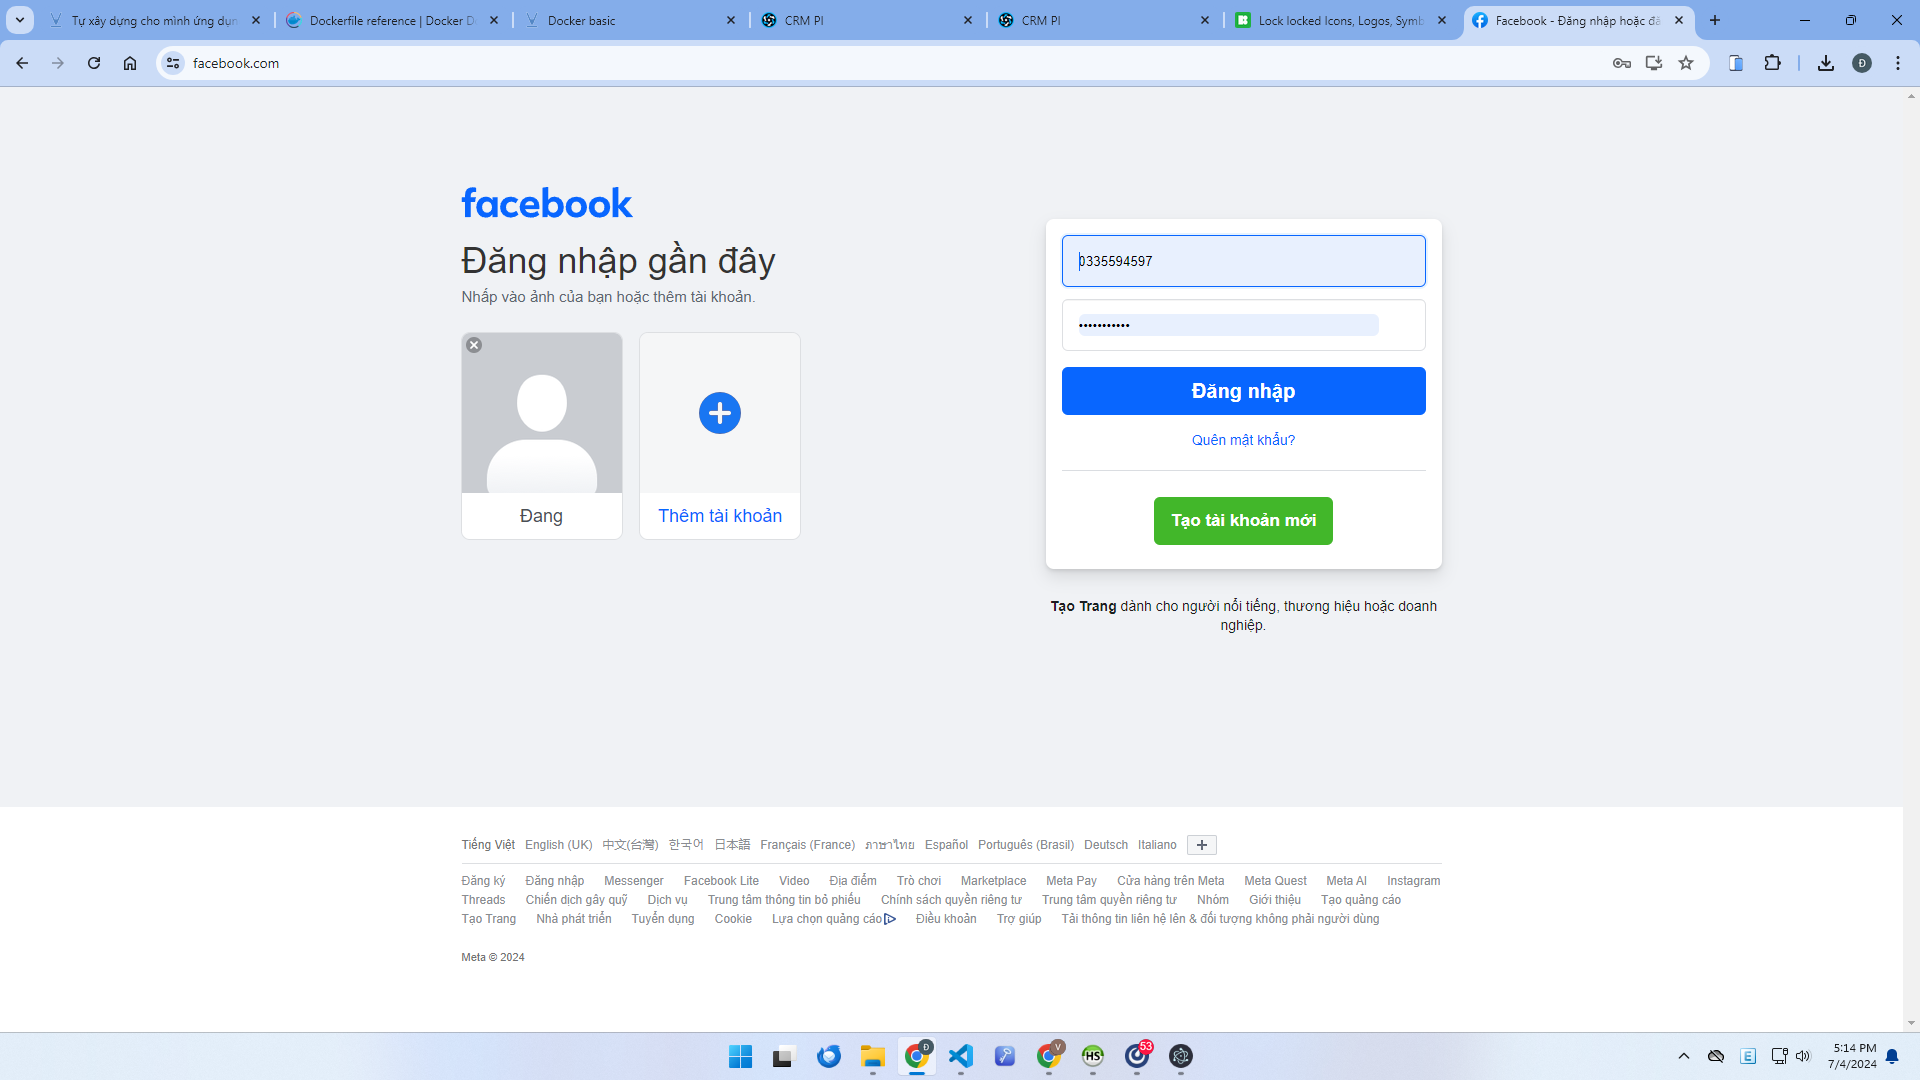 Tự xây dựng cho mình ứng dụn
Dockerfile reference | Docker D
Docker basic
CRM PI
CRM PI
Lock locked Icons, Logos, Symb
Facebook - Đăng nhập hoặc đă
facebook.com
Đ
facebook
Đăng nhập gần đây
Nhấp vào ảnh của bạn hoặc thêm tài khoản.
Đang
Thêm tài khoản
0335594597
Đăng nhập
Quên mật khẩu?
Tạo tài khoản mới
Tạo Trang dành cho người nổi tiếng, thương hiệu hoặc doanh
nghiệp.
Tiếng Việt English (UK) 中文(台灣) 한국어 日本語 Français (France) ภาษาไทย Español Português (Brasil) Deutsch Italiano
Đăng ký Đăng nhập Messenger Facebook Lite Video Địa điểm Trò chơi Marketplace Meta Pay Cửa hàng trên Meta Meta Quest Meta AI Instagram
Threads Chiến dịch gây quỹ Dịch vụ Trung tâm thông tin bỏ phiếu Chính sách quyền riêng tư Trung tâm quyền riêng tư Nhóm Giới thiệu Tạo quảng cáo
Tạo Trang Nhà phát triển Tuyển dụng Cookie Lựa chọn quảng cáo Điều khoản Trợ giúp Tải thông tin liên hệ lên & đối tượng không phải người dùng
Meta © 2024
Đ
V
HS
53
E
5:14 PM
7/4/2024